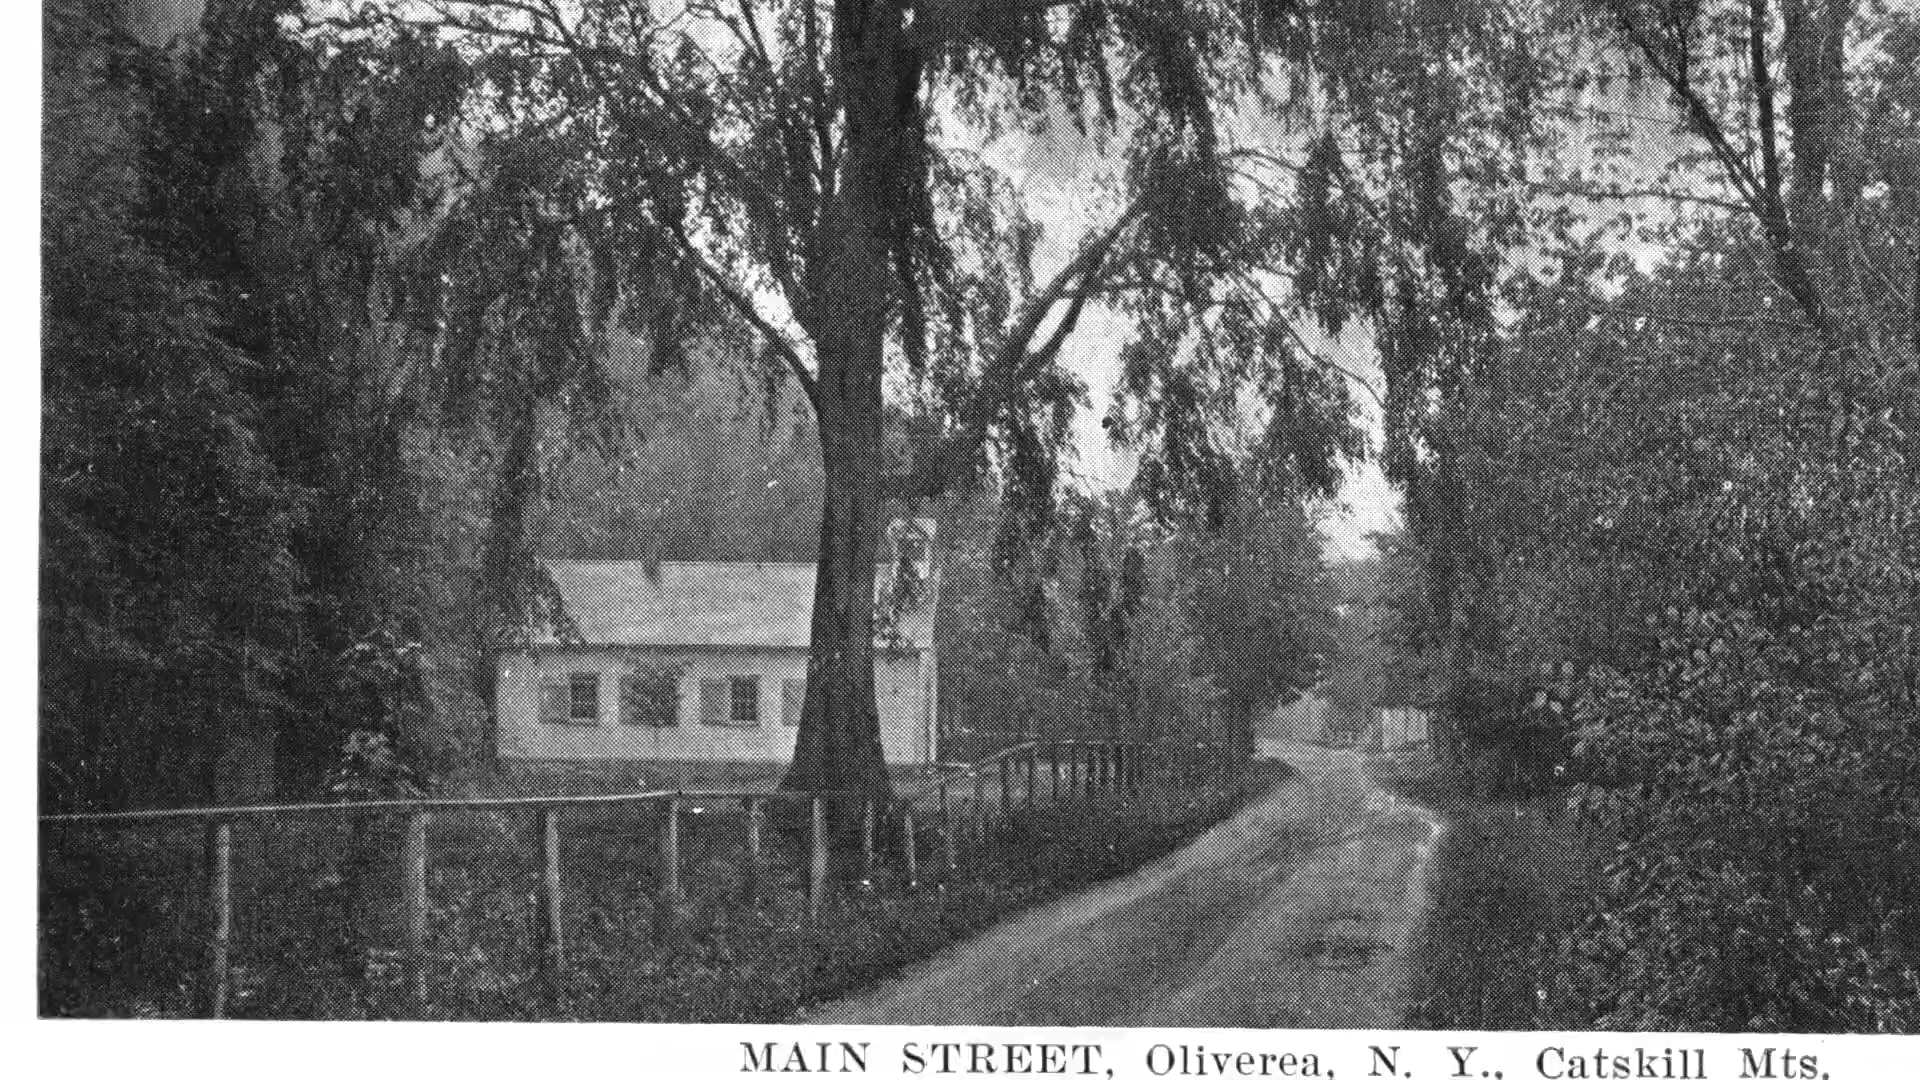 MAIN STREET, Oliverea, N. Y., Catskill Mts.